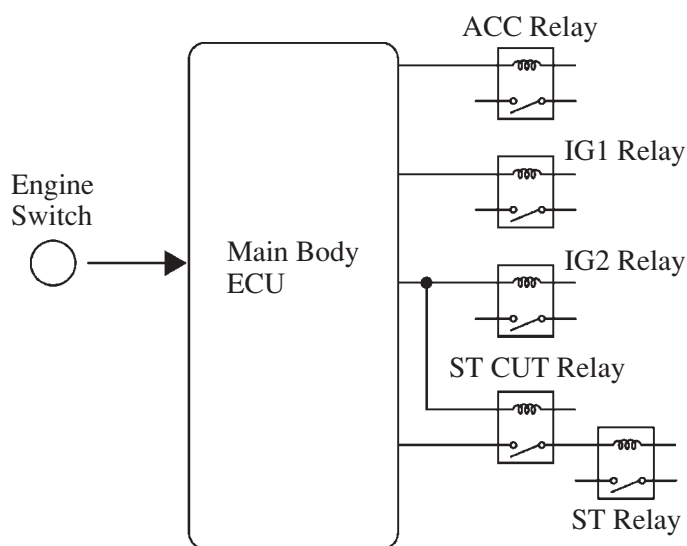 ACC Relay
IG1 Relay
Engine
Switch
Main Body
ECU
IG2 Relay
ST CUT Relay
ST Relay